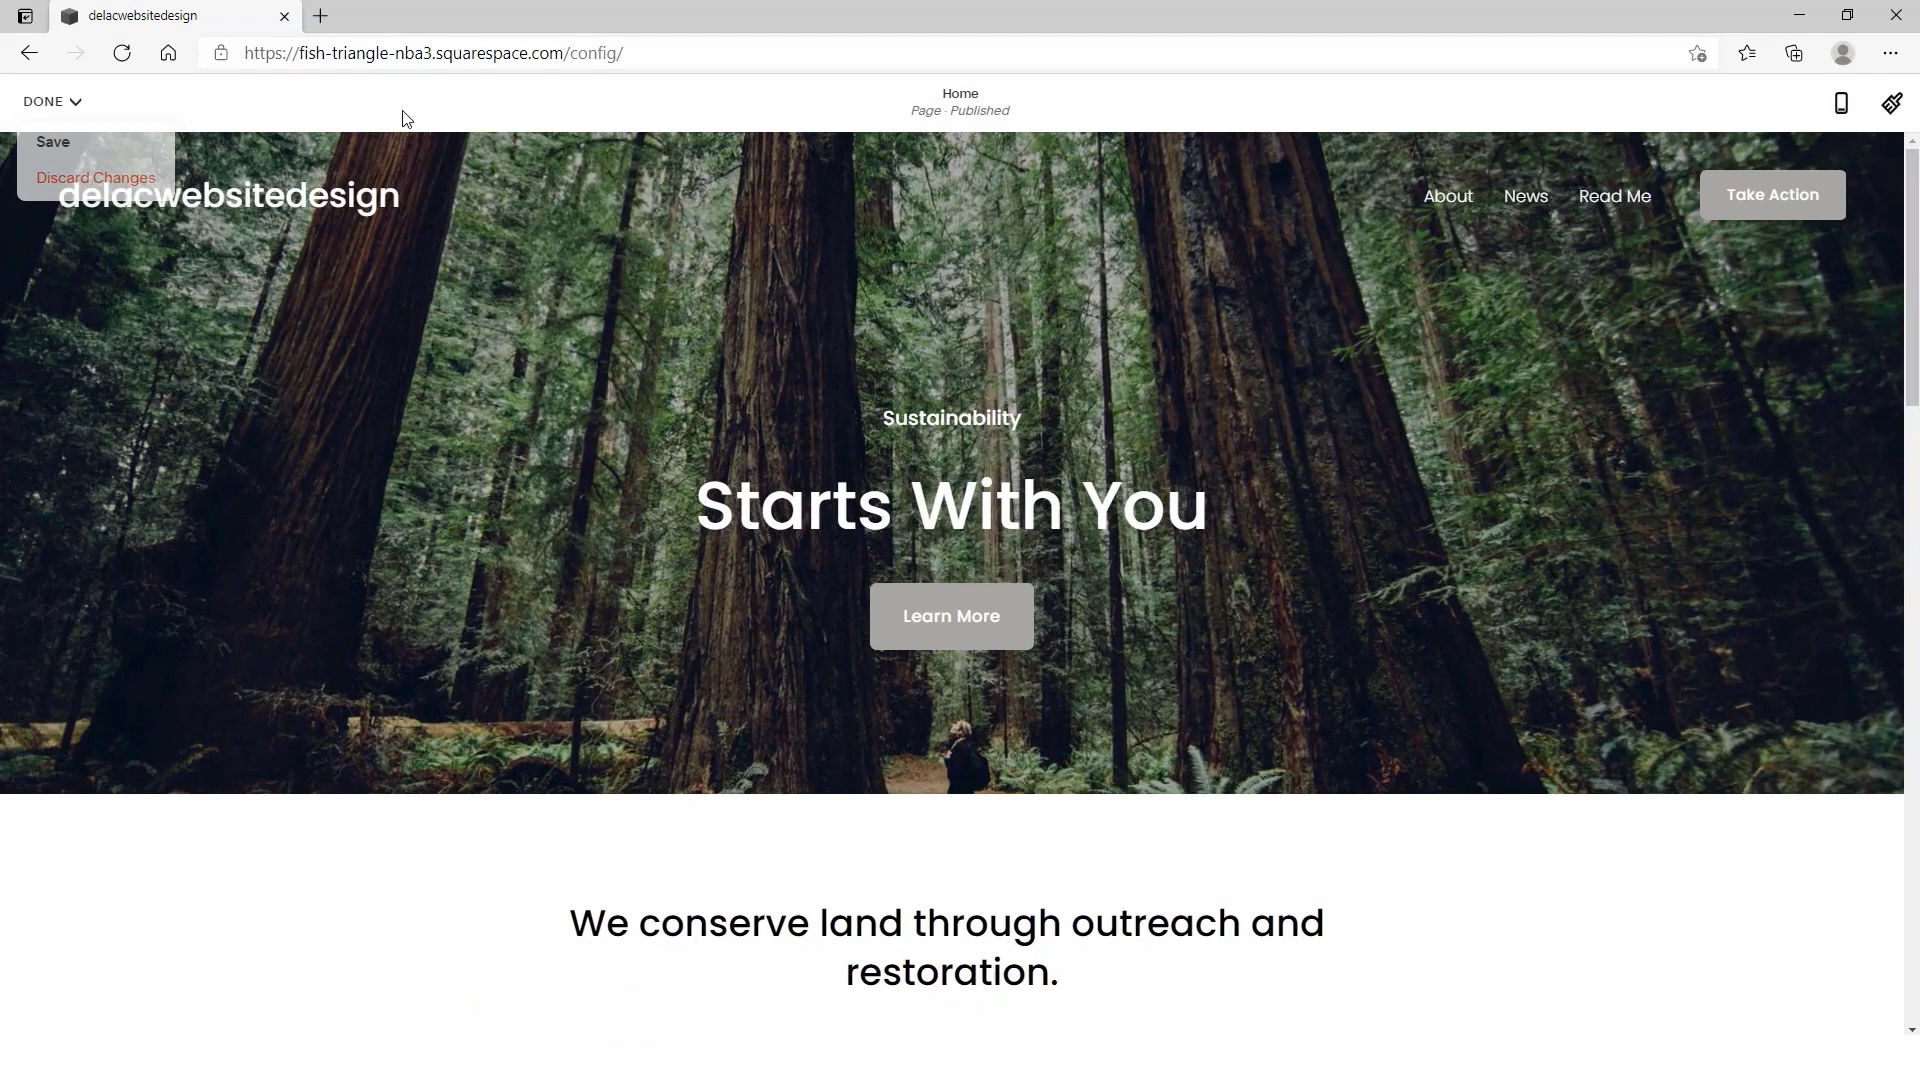 delacwebsitedesign
https://fish-triangle-nba3.squarespace.com/config/
DONE
Home
Page · Published
Save
Discard Changes
delacwebsitedesign
About News Read Me Take Action
Sustainability
Starts With You
Learn More
We conserve land through outreach and
restoration.